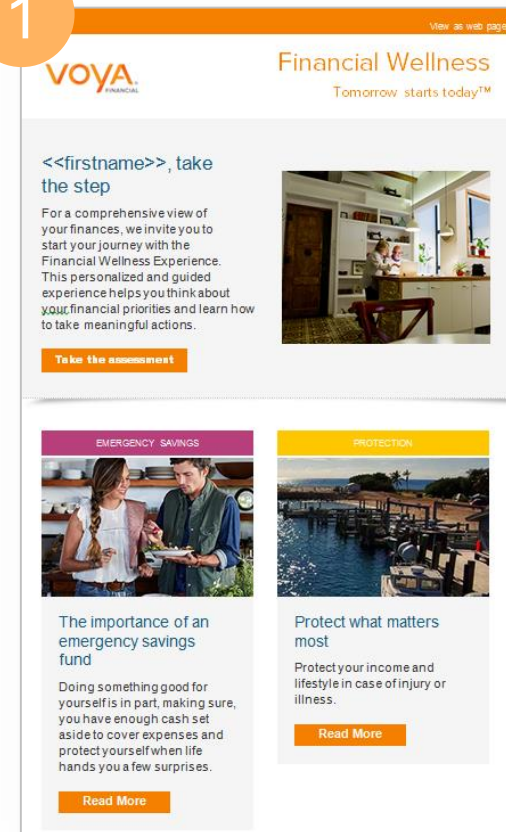 1
View as web page
VOYA
FINANCIAL
Financial Wellness
Tomorrow starts today™
<<firstname>>, take
the step
For a comprehensive view of
your finances, we invite you to
start your journey with the
Financial Wellness Experience.
This personalized and guided
experience helps you think about
your financial priorities and learn how
to take meaningful actions.
Take the assessment
EMERGENCY SAVINGS
The importance of an
emergency savings
fund
Doing something good for
yourself is in part, making sure,
you have enough cash set
aside to cover expenses and
protect yourself when life
hands you a few surprises.
Read More
PROTECTION
Protect what matters
most
Protect your income and
lifestyle in case of injury or
illness.
Read More